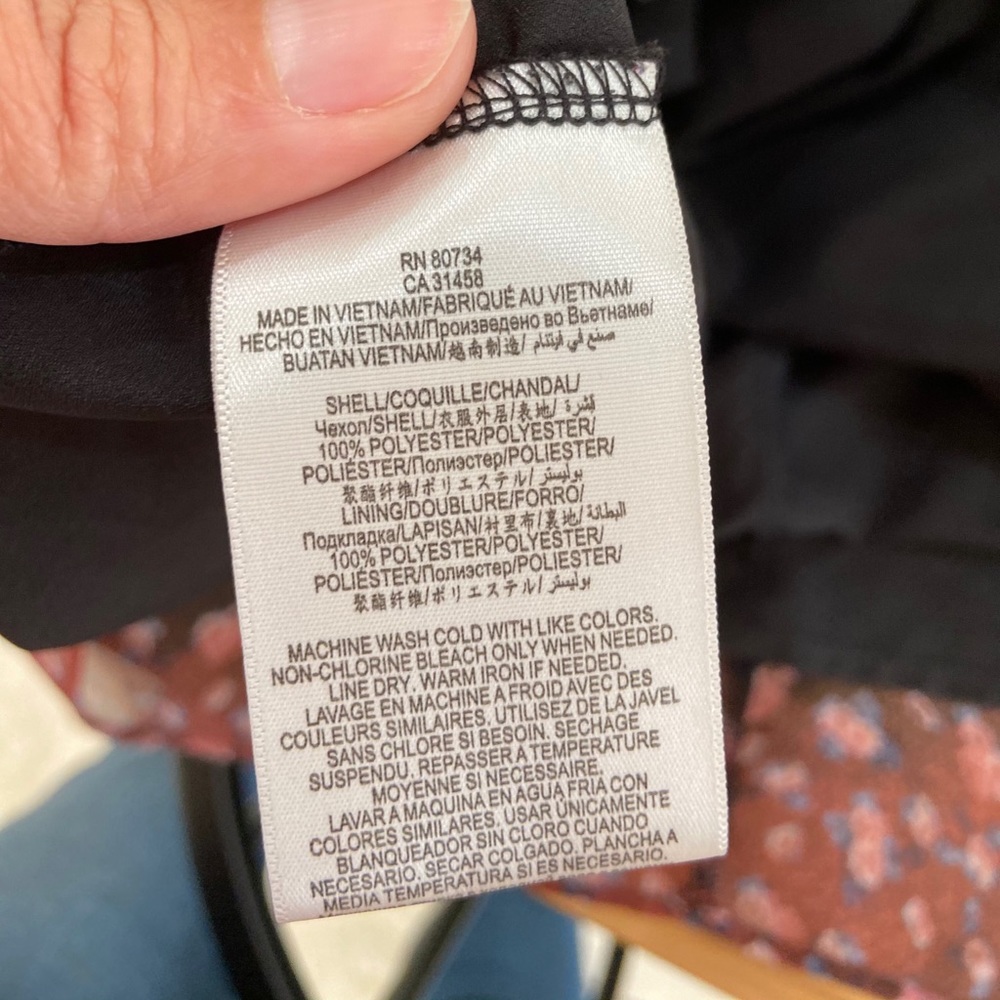 RN 80734
CA 31458
MADE IN VIETNAM/FABRIQUÉ AU VIETNAM/
HECHO EN VIETNAM/Произведено во Вьетнаме/
BUATAN VIETNAM/越南制造/ صنع في فيتنام
SHELL/COQUILLE/CHANDAL/
Чехол/SHELL/衣服外层/表地/ قشرة
100% POLYESTER/POLYESTER/
POLIÉSTER/Полиэстер/POLIESTER/
聚酯纤维/ポリエステル/ بوليستر
LINING/DOUBLURE/FORRO/
Подкладка/LAPISAN/衬里布/裏地/ البطانة
100% POLYESTER/POLYESTER/
POLIÉSTER/Полиэстер/POLIESTER/
聚酯纤维/ポリエステル/ بوليستر
MACHINE WASH COLD WITH LIKE COLORS.
NON-CHLORINE BLEACH ONLY WHEN NEEDED.
LINE DRY. WARM IRON IF NEEDED.
LAVAGE EN MACHINE A FROID AVEC DES
COULEURS SIMILAIRES. UTILISEZ DE LA JAVEL
SANS CHLORE SI BESOIN. SECHAGE
SUSPENDU. REPASSER A TEMPERATURE
MOYENNE SI NECESSAIRE.
LAVAR A MAQUINA EN AGUA FRIA CON
COLORES SIMILARES. USAR ÚNICAMENTE
BLANQUEADOR SIN CLORO CUANDO
NECESARIO. SECAR COLGADO. PLANCHA A
MEDIA TEMPERATURA SI ES NECESARIO.